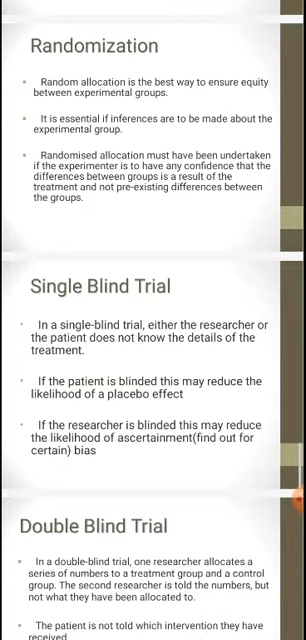 Randomization
Random allocation is the best way to ensure equity
between experimental groups.
It is essential if inferences are to be made about the
experimental group.
Randomised allocation must have been undertaken
if the experimenter is to have any confidence that the
differences between groups is a result of the
treatment and not pre-existing differences between
the groups.
Single Blind Trial
In a single-blind trial, either the researcher or
the patient does not know the details of the
treatment.
If the patient is blinded this may reduce the
likelihood of a placebo effect
If the researcher is blinded this may reduce
the likelihood of ascertainment(find out for
certain) bias
Double Blind Trial
In a double-blind trial, one researcher allocates a
series of numbers to a treatment group and a control
group. The second researcher is told the numbers, but
not what they have been allocated to.
The patient is not told which intervention they have
received